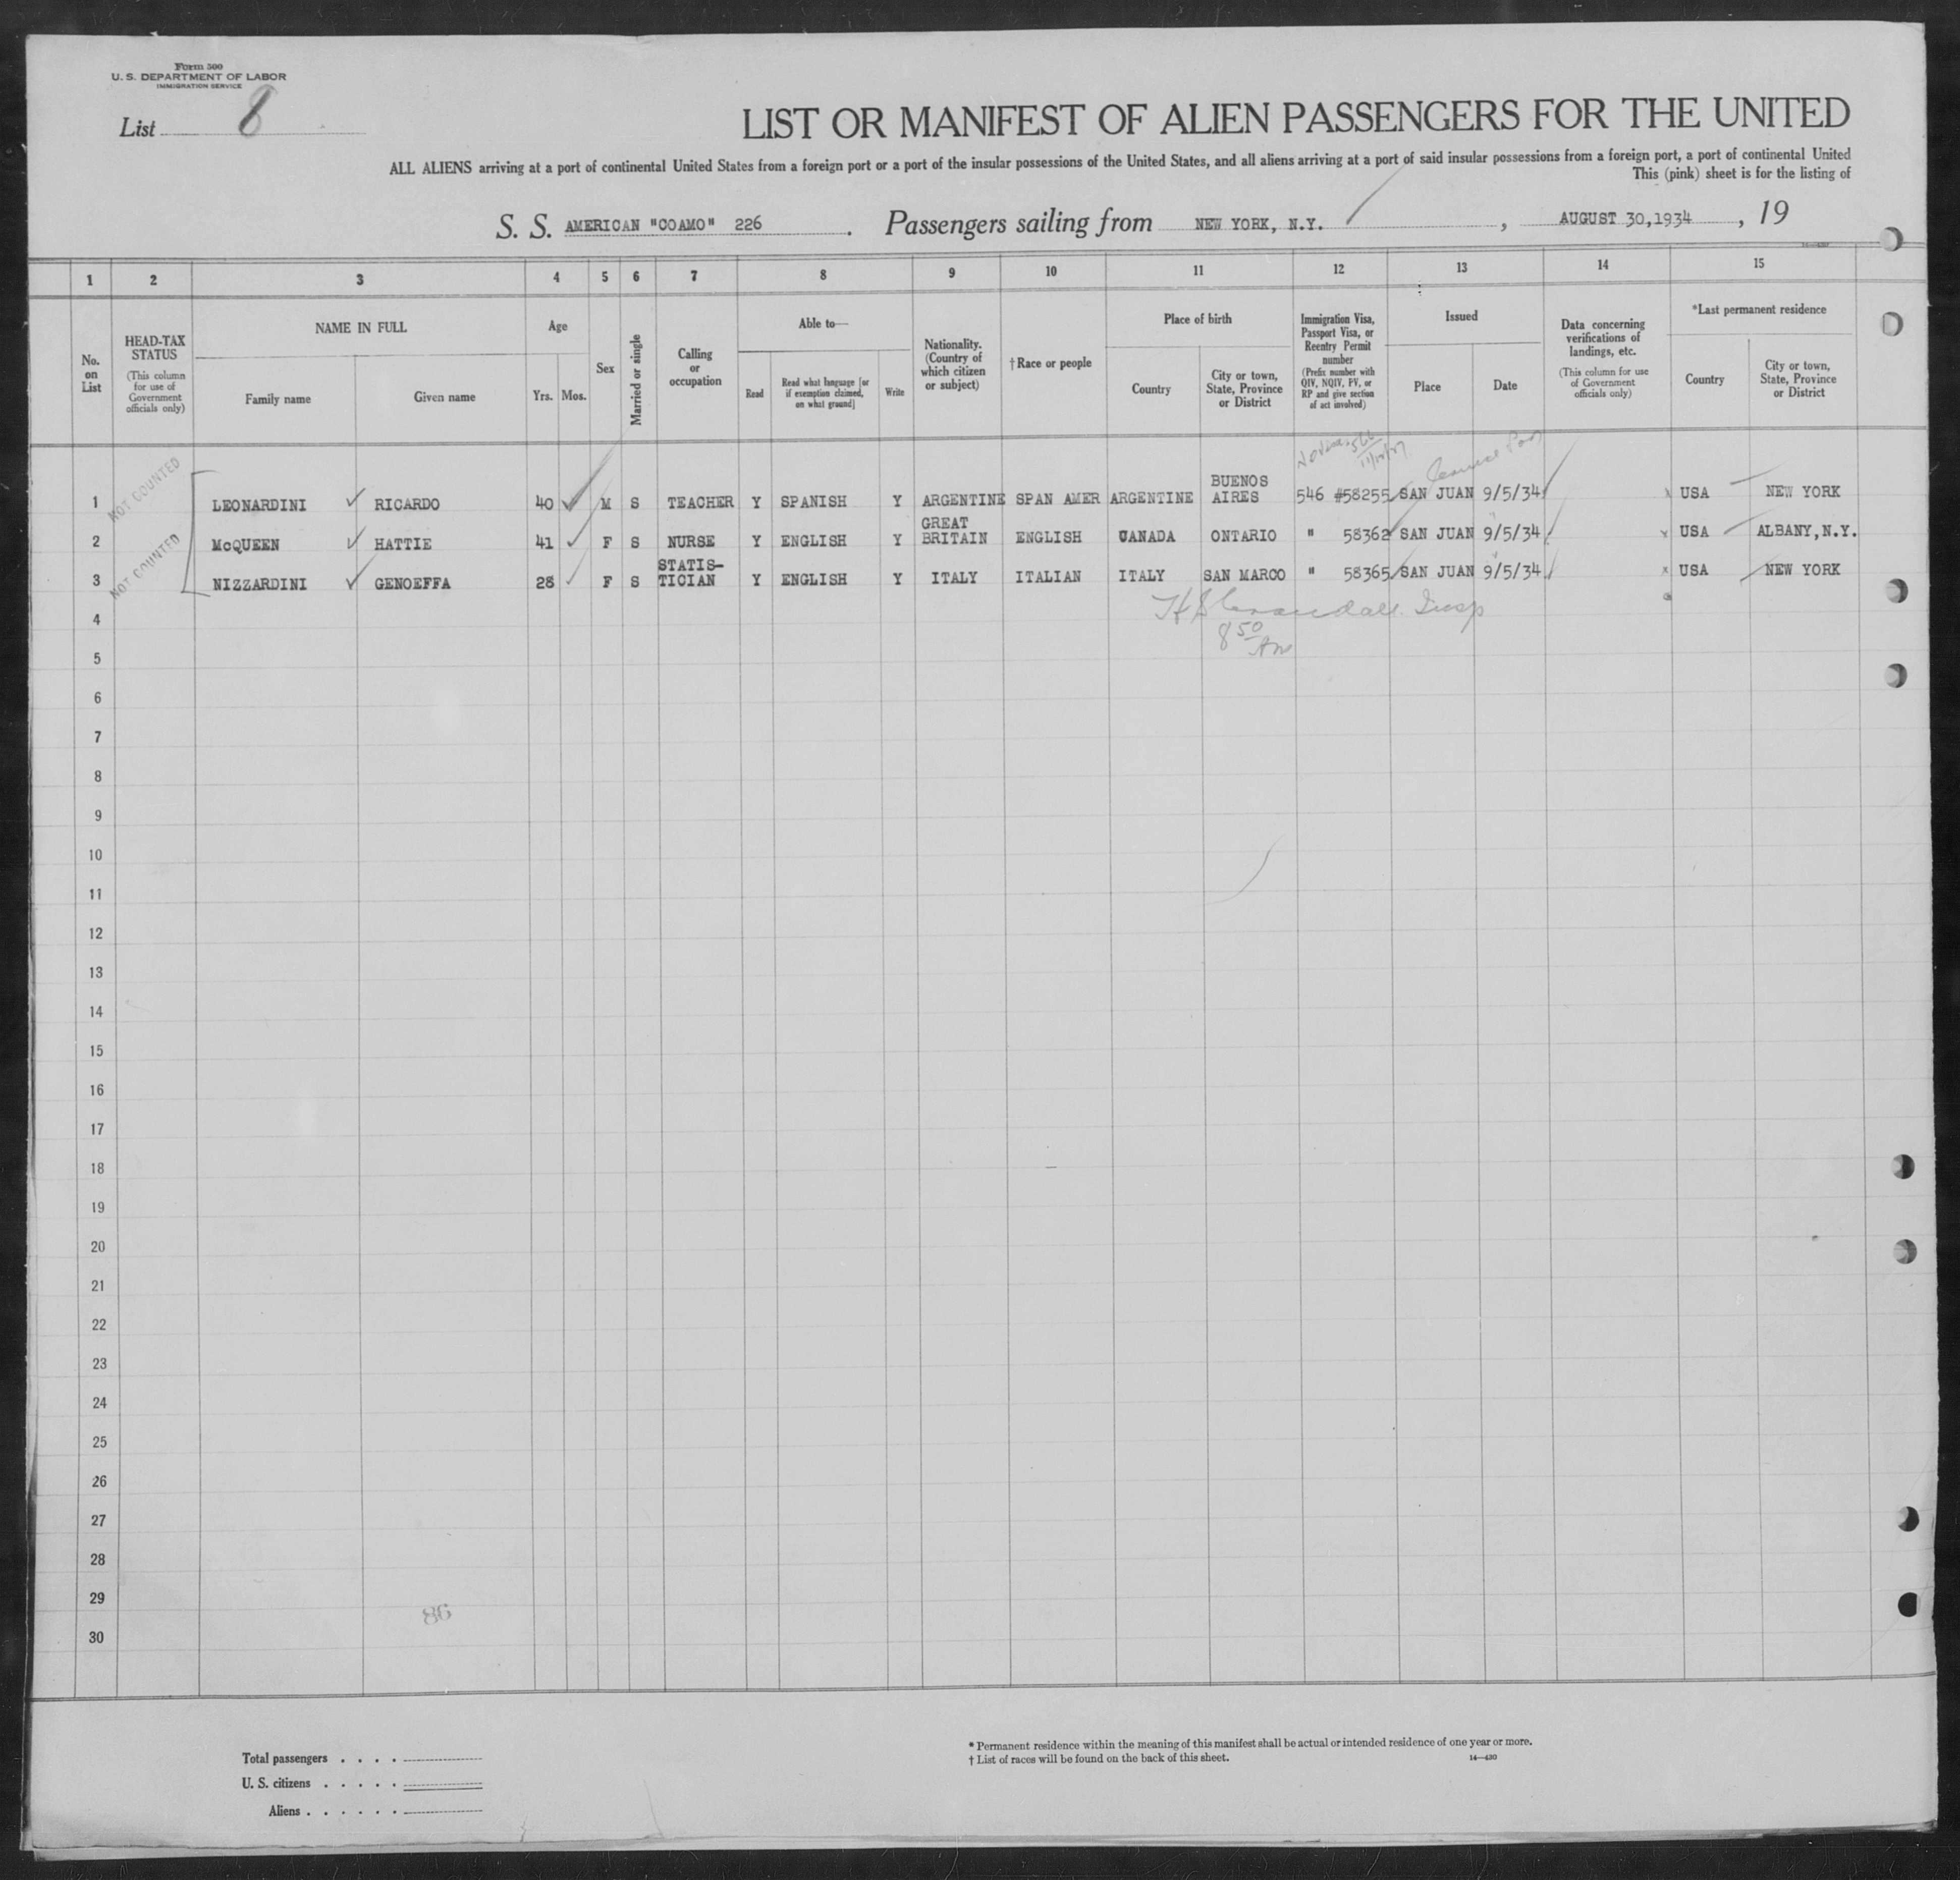 Form 500
U. S. DEPARTMENT OF LABOR
IMMIGRATION SERVICE
List 8
LIST OR MANIFEST OF ALIEN PASSENGERS FOR THE UNITED
ALL ALIENS arriving at a port of continental United States from a foreign port or a port of the insular possessions of the United States, and all aliens arriving at a port of said insular possessions from a foreign port, a port of continental United
This (pink) sheet is for the listing of
S. S. AMERICAN "COAMO" 226 . Passengers sailing from NEW YORK, N.Y. , AUGUST 30,1934 , 19
1 2 3 4 5 6 7 8 9 10 11 12 13 14 15
No. on List
HEAD-TAX STATUS
(This column for use of Government officials only)
NAME IN FULL
Family name
Given name
Age
Yrs. Mos.
Sex
Married or single
Calling or occupation
Able to—
Read
Read what language [or if exemption claimed, on what ground]
Write
Nationality. (Country of which citizen or subject)
†Race or people
Place of birth
Country
City or town, State, Province or District
Immigration Visa, Passport Visa, or Reentry Permit number
(Prefix number with QIV, NQIV, PV, or RP and give section of act involved)
Issued
Place
Date
Data concerning verifications of landings, etc.
(This column for use of Government officials only)
*Last permanent residence
Country
City or town, State, Province or District
NOT COUNTED
1 LEONARDINI RICARDO 40 M S TEACHER Y SPANISH Y ARGENTINE SPAN AMER ARGENTINE BUENOS AIRES 546 #58255 SAN JUAN 9/5/34 x USA NEW YORK
2 McQUEEN HATTIE 41 F S NURSE Y ENGLISH Y GREAT BRITAIN ENGLISH CANADA ONTARIO " 58362 SAN JUAN 9/5/34 x USA ALBANY,N.Y.
NOT COUNTED
3 NIZZARDINI GENOEFFA 28 F S STATIS-TICIAN Y ENGLISH Y ITALY ITALIAN ITALY SAN MARCO " 58365 SAN JUAN 9/5/34 x USA NEW YORK
Insp
8 50 AM
4
5
6
7
8
9
10
11
12
13
14
15
16
17
18
19
20
21
22
23
24
25
26
27
28
29
30
86
Total passengers . . . .
U. S. citizens . . . . .
Aliens . . . . . .
* Permanent residence within the meaning of this manifest shall be actual or intended residence of one year or more.
† List of races will be found on the back of this sheet.
14—430